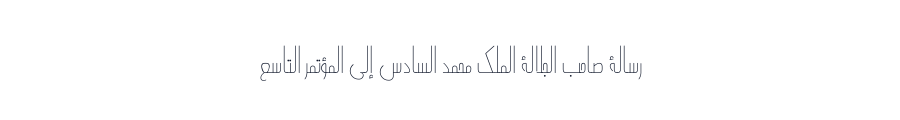 رسالة صاحب الجلالة الملك محمد السادس إلى المؤتمر التاسع